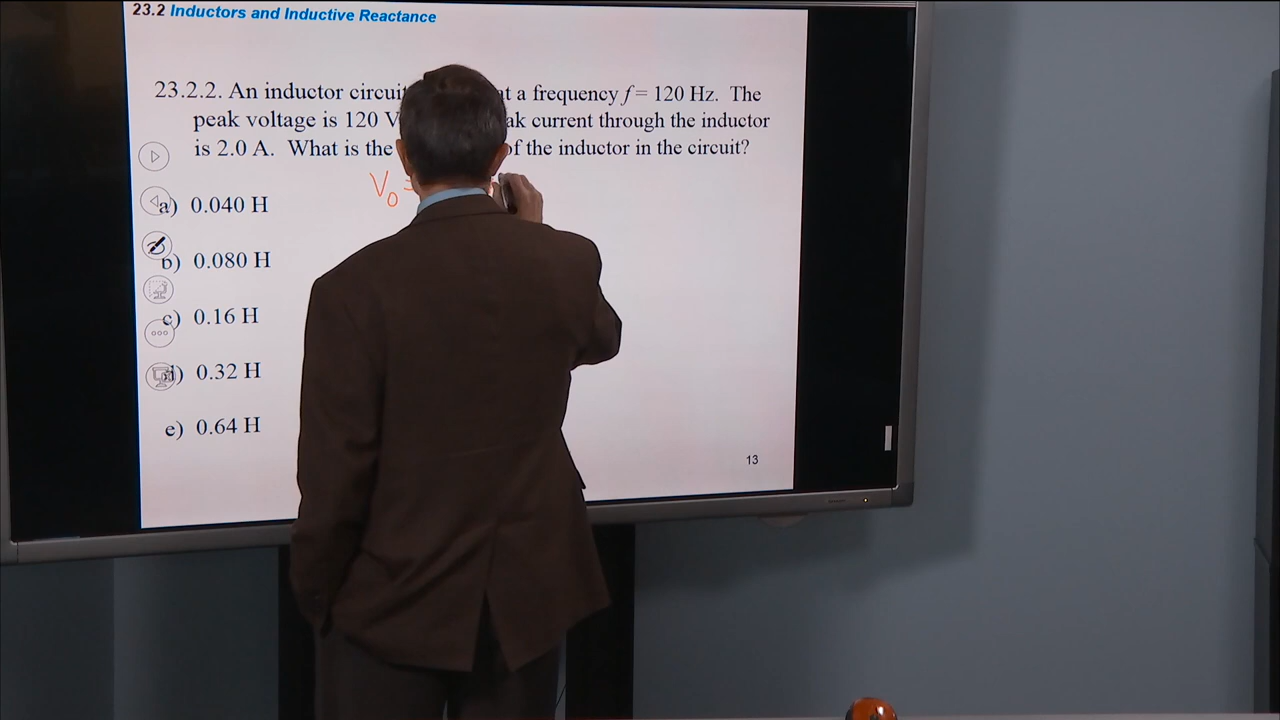 23.2 Inductors and Inductive Reactance
23.2.2. An inductor circuit at a frequency f = 120 Hz. The
peak voltage is 120 V current through the inductor
is 2.0 A. What is the of the inductor in the circuit?
V₀ =
a) 0.040 H
b) 0.080 H
c) 0.16 H
d) 0.32 H
e) 0.64 H
13